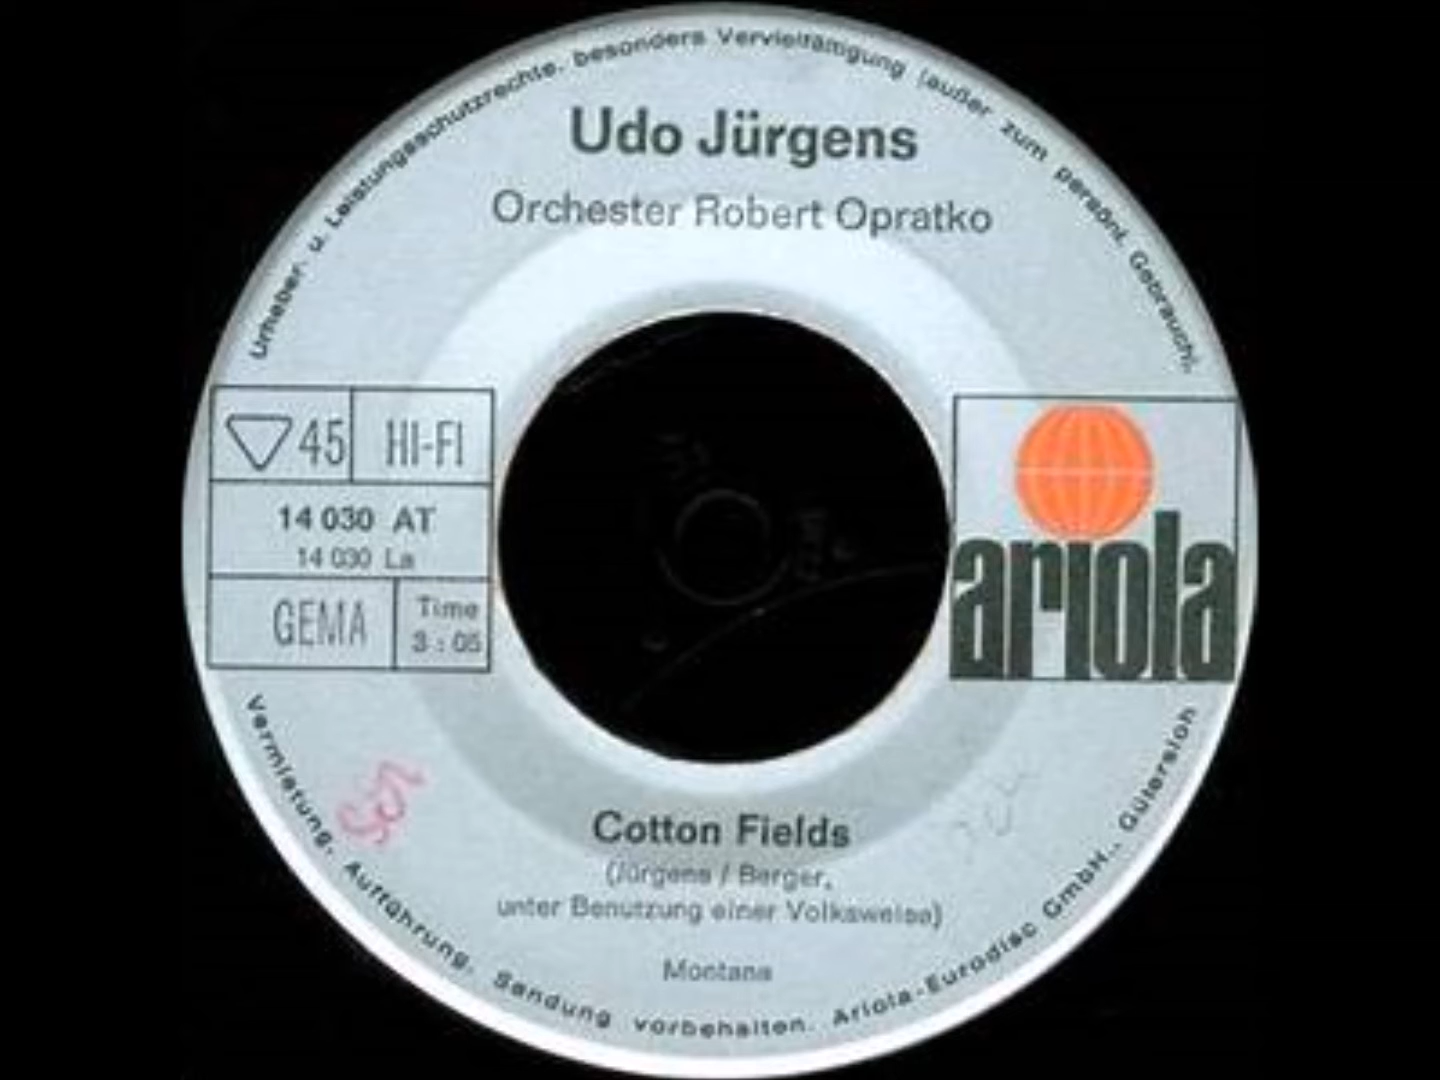 Urheber- u. Leistungsschutzrechte, besonders Vervielfältigung (außer zum persönl. Gebrauch),
Udo Jürgens
Orchester Robert Opratko
45 HI-FI
14 030 AT
14 030 La
GEMA
Time
3:05
ariola
Cotton Fields
(Jürgens / Berger,
unter Benutzung einer Volksweise)
Montana
Vermietung, Aufführung, Sendung vorbehalten. Ariola-Eurodisc GmbH., Gütersloh